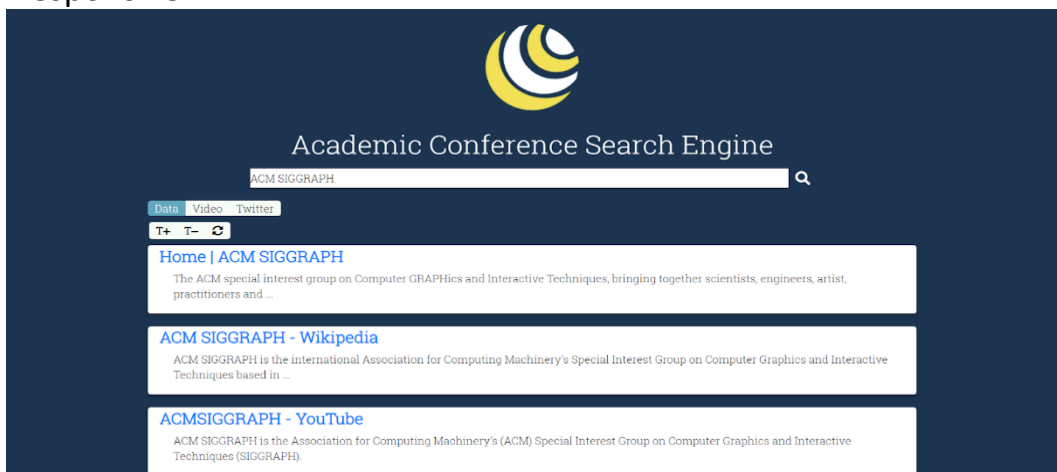 Academic Conference Search Engine
ACM SIGGRAPH
Data Video Twitter
T+ T-
Home | ACM SIGGRAPH
The ACM special interest group on Computer GRAPHics and Interactive Techniques, bringing together scientists, engineers, artist,
practitioners and ...
ACM SIGGRAPH - Wikipedia
ACM SIGGRAPH is the international Association for Computing Machinery's Special Interest Group on Computer Graphics and Interactive
Techniques based in ...
ACMSIGGRAPH - YouTube
ACM SIGGRAPH is the Association for Computing Machinery's (ACM) Special Interest Group on Computer Graphics and Interactive
Techniques (SIGGRAPH).